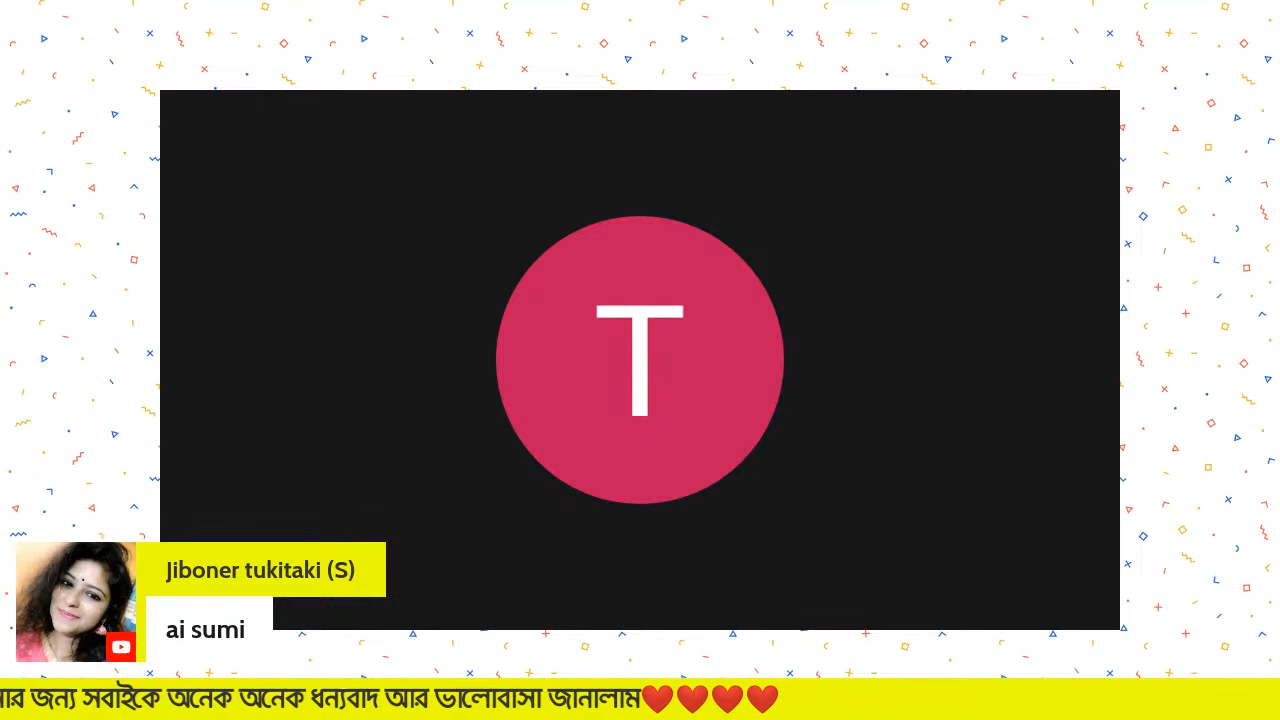 T
Jiboner tukitaki (S)
ai sumi
জন্য সবাইকে অনেক অনেক ধন্যবাদ আর ভালোবাসা জানালাম❤️❤️❤️❤️